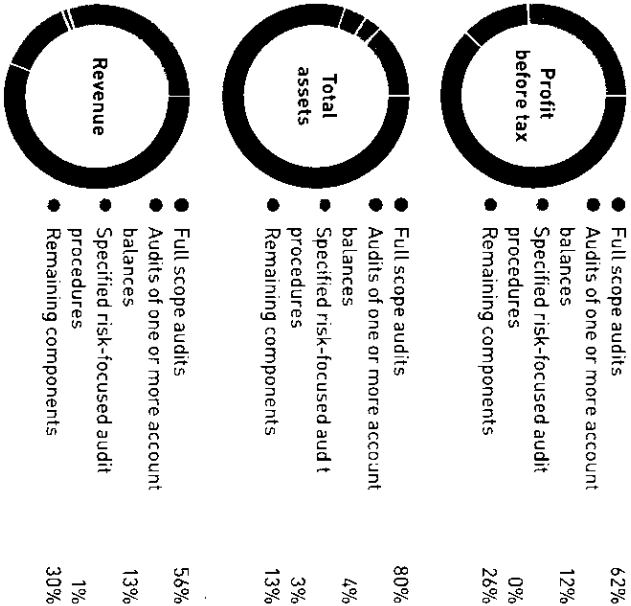 Profit
before tax
Full scope audits 62%
Audits of one or more account
balances 12%
Specified risk-focused audit
procedures 0%
Remaining components 26%
Total
assets
Full scope audits 80%
Audits of one or more account
balances 4%
Specified risk-focused audit
procedures 3%
Remaining components 13%
Revenue
Full scope audits 56%
Audits of one or more account
balances 13%
Specified risk-focused audit
procedures 1%
Remaining components 30%